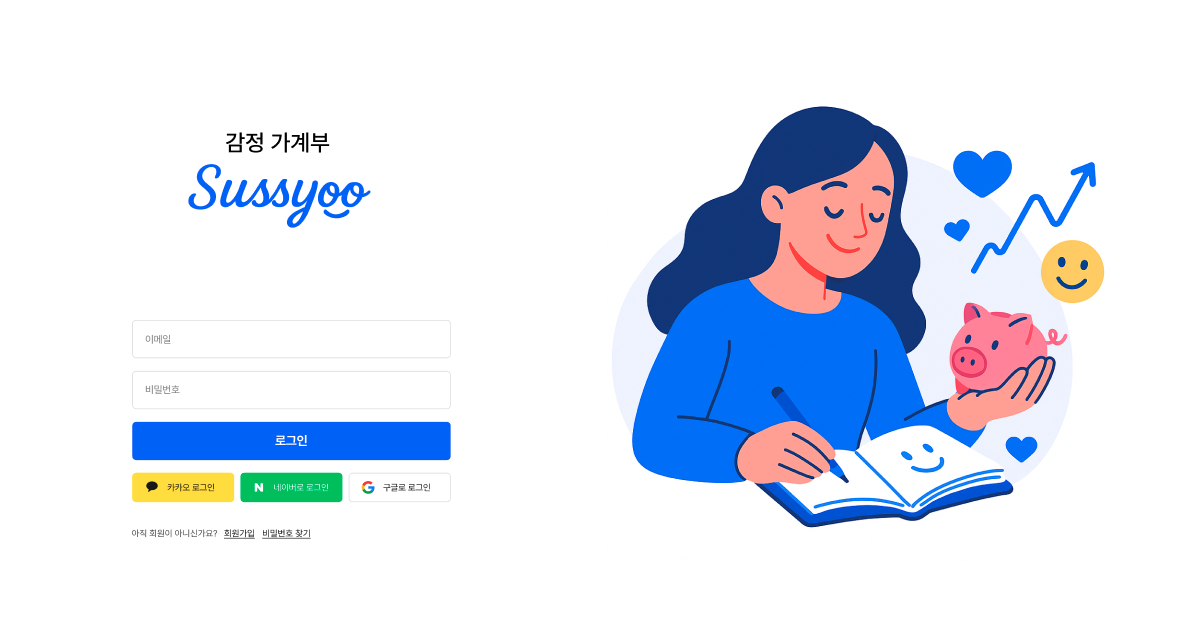 감정 가계부
Sussyoo
이메일
비밀번호
로그인
카카오 로그인
N 네이버로 로그인
G 구글로 로그인
아직 회원이 아니신가요? 회원가입 비밀번호 찾기